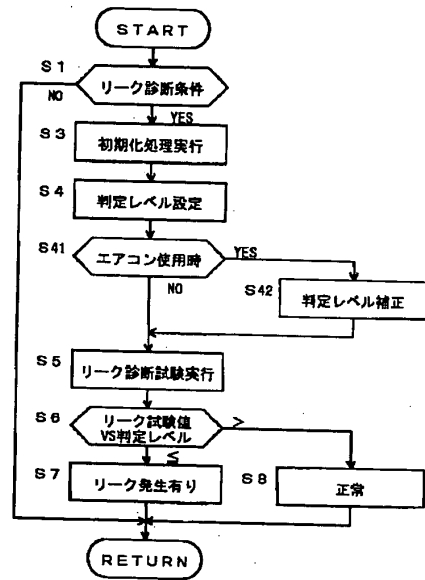 START
S1
リーク診断条件
NO
YES
S3
初期化処理実行
S4
判定レベル設定
S41
エアコン使用時
YES
NO
S42
判定レベル補正
S5
リーク診断試験実行
S6
リーク試験値
VS判定レベル
>
≦
S7
リーク発生有り
S8
正常
RETURN